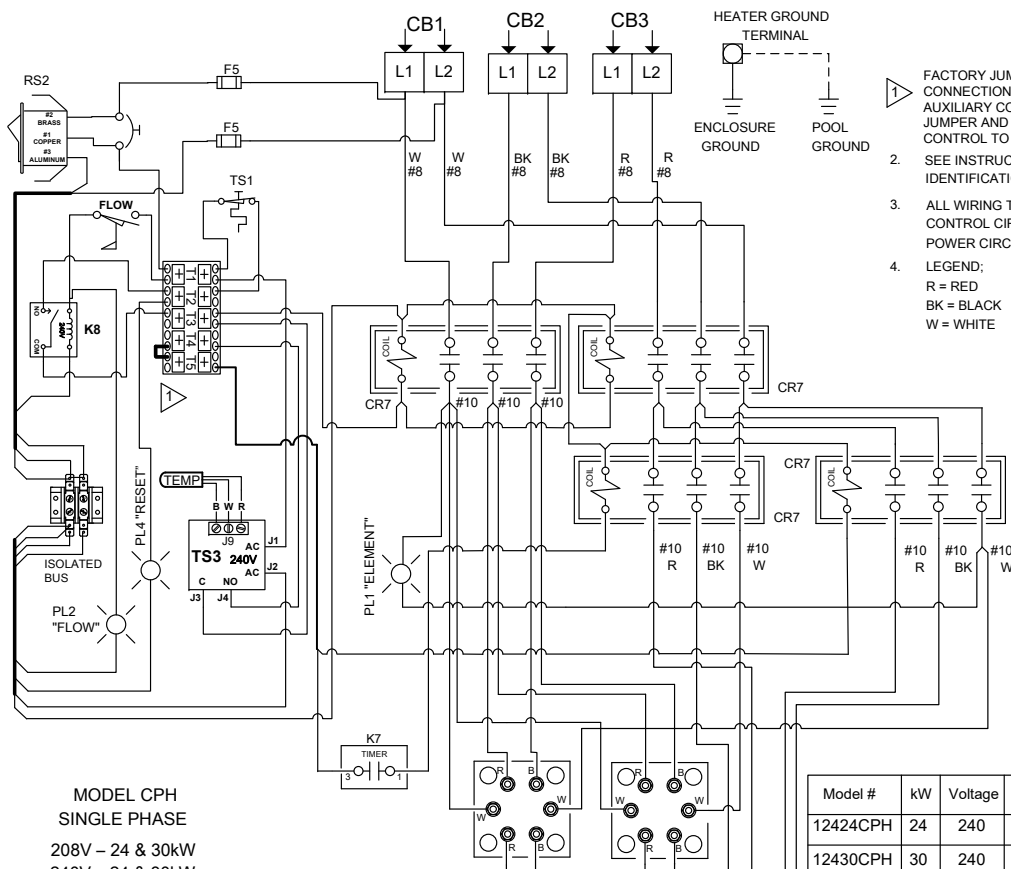 CB1
CB2
CB3
HEATER GROUND
TERMINAL
L1
L2
L1
L2
L1
L2
ENCLOSURE
GROUND
POOL
GROUND
1
FACTORY JUM
CONNECTION
AUXILIARY CO
JUMPER AND
CONTROL TO
2.
SEE INSTRUC
IDENTIFICATI
3.
ALL WIRING T
CONTROL CIR
POWER CIRC
4.
LEGEND;
R = RED
BK = BLACK
W = WHITE
RS2
#2
BRASS
#1
COPPER
#3
ALUMINUM
F5
F5
W
#8
W
#8
BK
#8
BK
#8
R
#8
R
#8
TS1
FLOW
T1
T2
T3
T4
T5
NO
COM
240V
K8
1
COIL
CR7
#10
#10
#10
COIL
CR7
COIL
CR7
CR7
COIL
#10
R
#10
BK
#10
W
#10
R
#10
BK
#10
W
PL4 "RESET"
TEMP
B
W
R
J9
TS3
240V
AC
AC
J1
J2
C
NO
J3
J4
PL1 "ELEMENT"
ISOLATED
BUS
PL2
"FLOW"
K7
TIMER
3
1
R
B
W
W
R
B
R
B
W
W
R
B
MODEL CPH
SINGLE PHASE
208V – 24 & 30kW
Model #
kW
Voltage
12424CPH
24
240
12430CPH
30
240